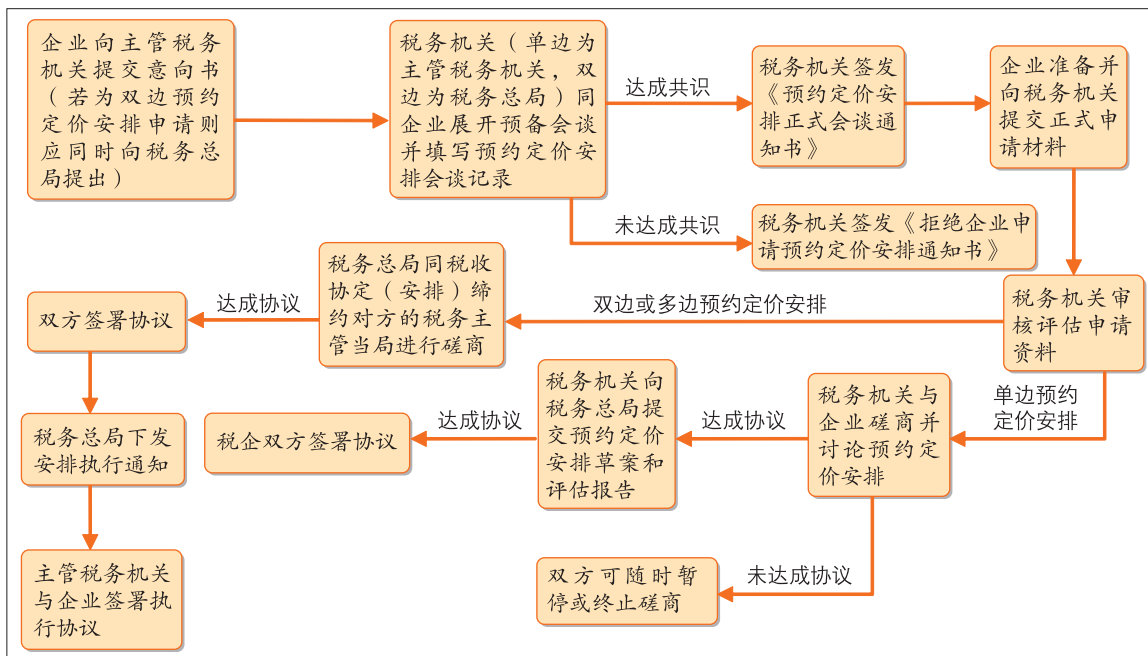 企业向主管税务
机关提交意向书
（若为双边预约
定价安排申请则
应同时向税务总
局提出）
税务机关（单边为
主管税务机关，双
边为税务总局）同
企业展开预备会谈
并填写预约定价安
排会谈记录
达成共识
税务机关签发
《预约定价安
排正式会谈通
知书》
企业准备并
向税务机关
提交正式申
请材料
未达成共识
税务机关签发《拒绝企业申
请预约定价安排通知书》
税务机关审
核评估申请
资料
双边或多边预约定价安排
税务总局同税收
协定（安排）缔
约对方的税务主
管当局进行磋商
达成协议
双方签署协议
税务总局下发
安排执行通知
主管税务机关
与企业签署执
行协议
单边预约
定价安排
税务机关与
企业磋商并
讨论预约定
价安排
达成协议
税务机关向
税务总局提
交预约定价
安排草案和
评估报告
达成协议
税企双方签署协议
未达成协议
双方可随时暂
停或终止磋商